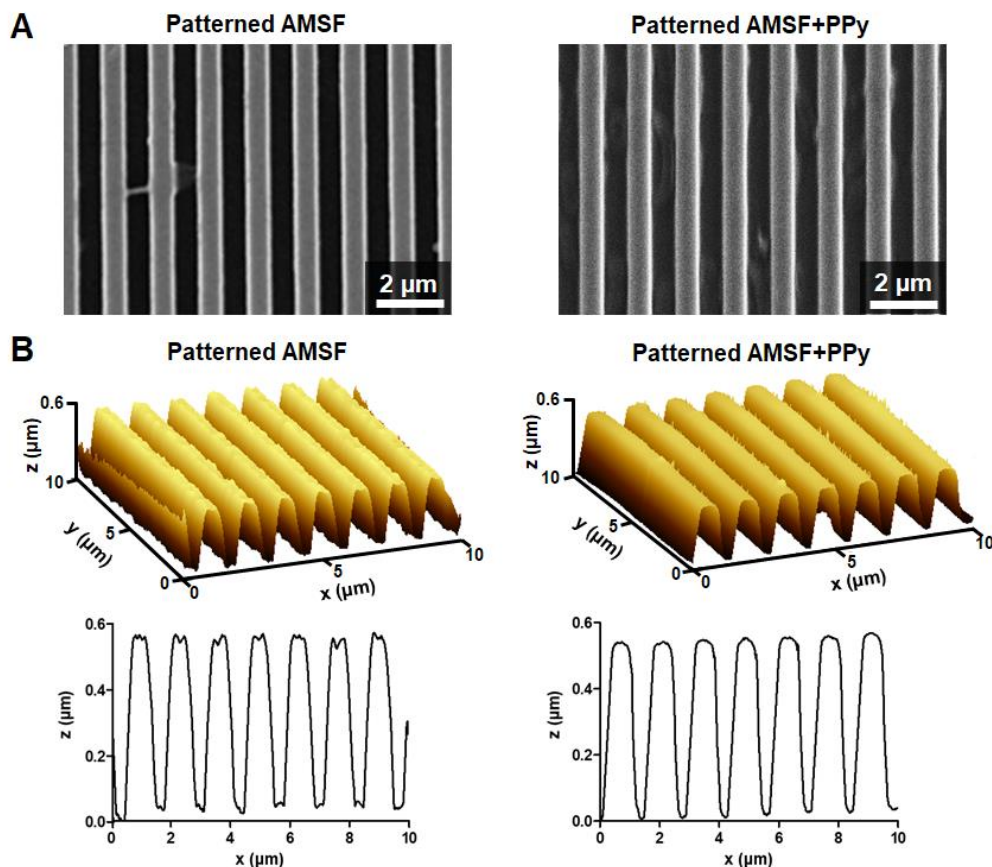 A
Patterned AMSF
Patterned AMSF+PPy
2 µm
2 µm
B
Patterned AMSF
Patterned AMSF+PPy
0.6
z (µm)
10
y (µm)
5
0
0
5
10
x (µm)
0.6
z (µm)
10
y (µm)
5
0
0
5
10
x (µm)
0.6
0.4
0.2
0.0
z (µm)
0
2
4
6
8
10
x (µm)
0.6
0.4
0.2
0.0
z (µm)
0
2
4
6
8
10
x (µm)